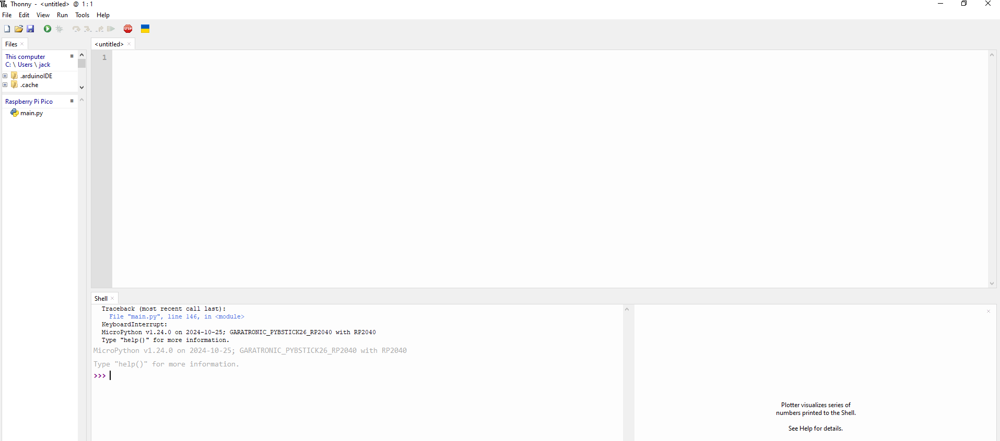 Thonny - <untitled> @ 1:1
File Edit View Run Tools Help
STOP
Files
<untitled>
This computer
C: \ Users \ jack
.arduinoIDE
.cache
Raspberry Pi Pico
main.py
1
Shell
Traceback (most recent call last):
File "main.py", line 146, in <module>
KeyboardInterrupt:
MicroPython v1.24.0 on 2024-10-25; GARATRONIC_PYBSTICK26_RP2040 with RP2040
Type "help()" for more information.
MicroPython v1.24.0 on 2024-10-25; GARATRONIC_PYBSTICK26_RP2040 with RP2040
Type "help()" for more information.
>>>
Plotter visualizes series of
numbers printed to the Shell.
See Help for details.